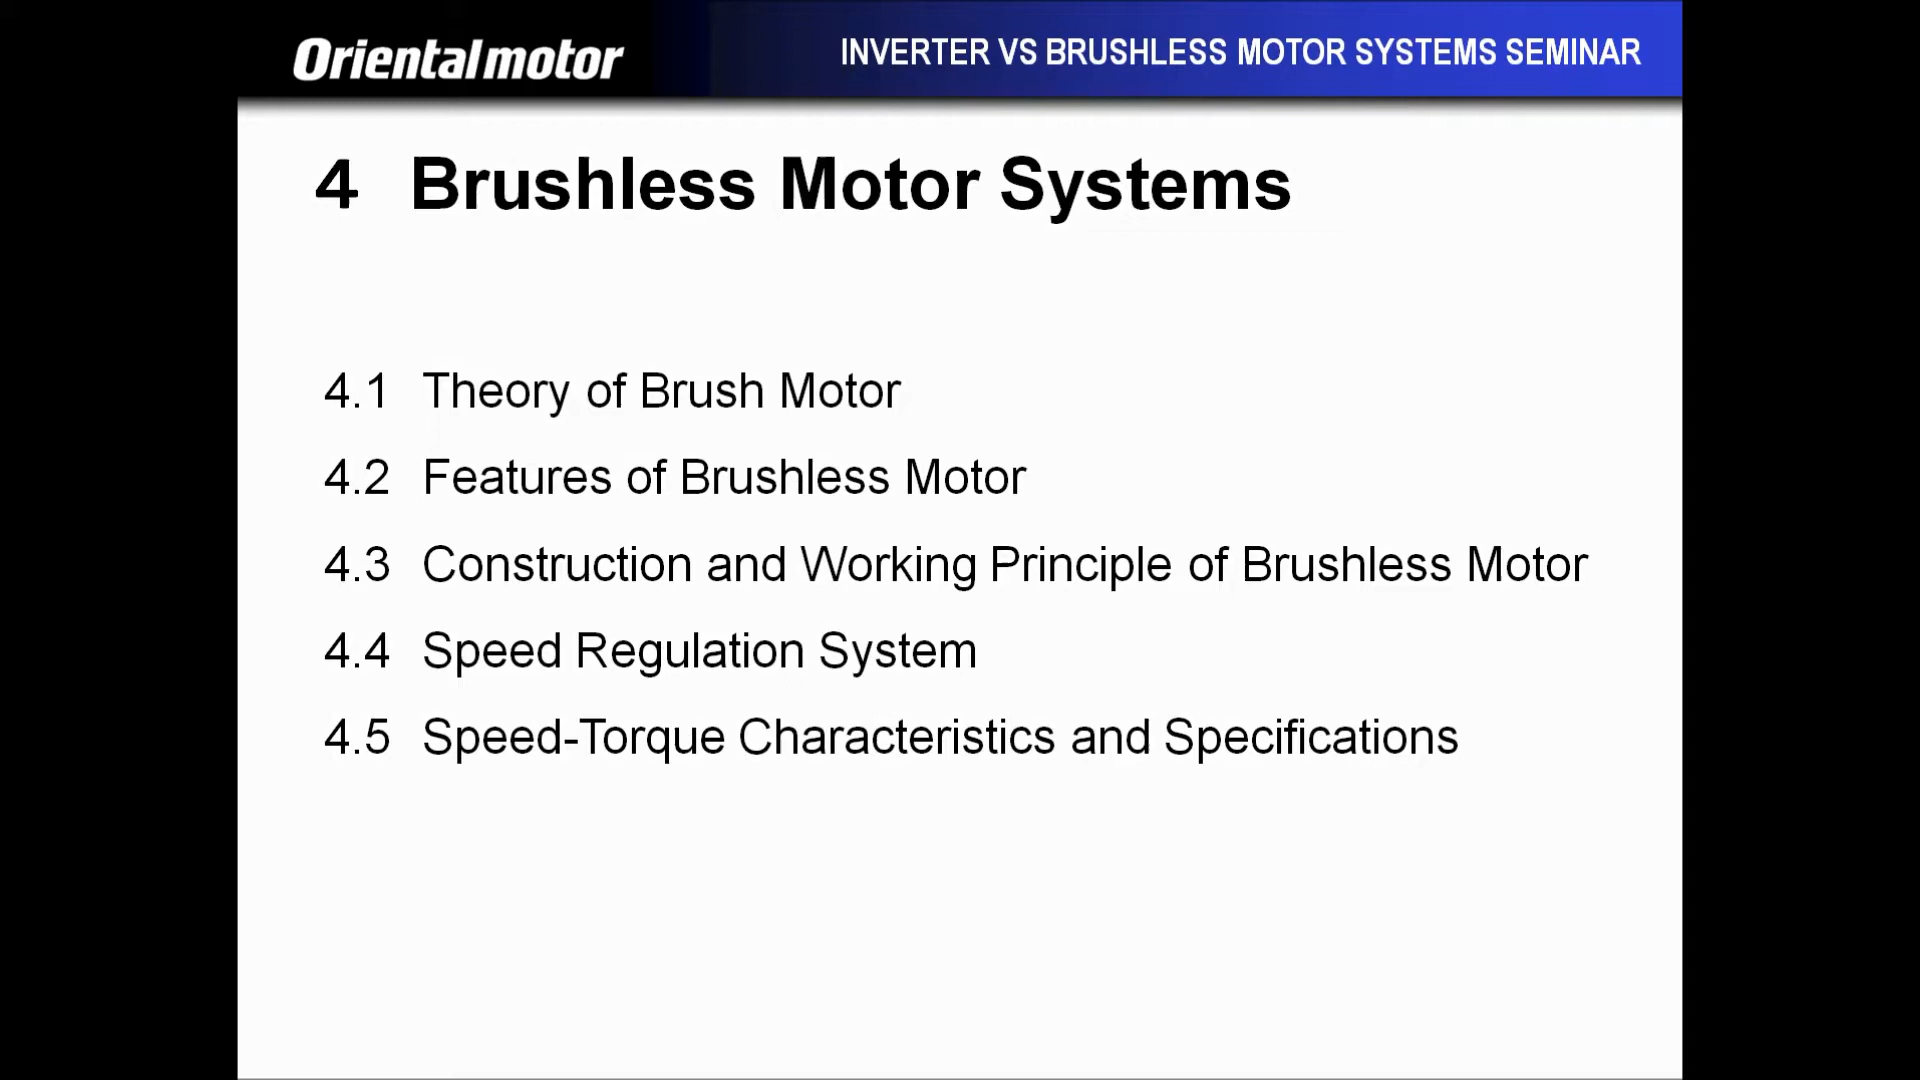 Orientalmotor
INVERTER VS BRUSHLESS MOTOR SYSTEMS SEMINAR
4 Brushless Motor Systems
4.1 Theory of Brush Motor
4.2 Features of Brushless Motor
4.3 Construction and Working Principle of Brushless Motor
4.4 Speed Regulation System
4.5 Speed-Torque Characteristics and Specifications